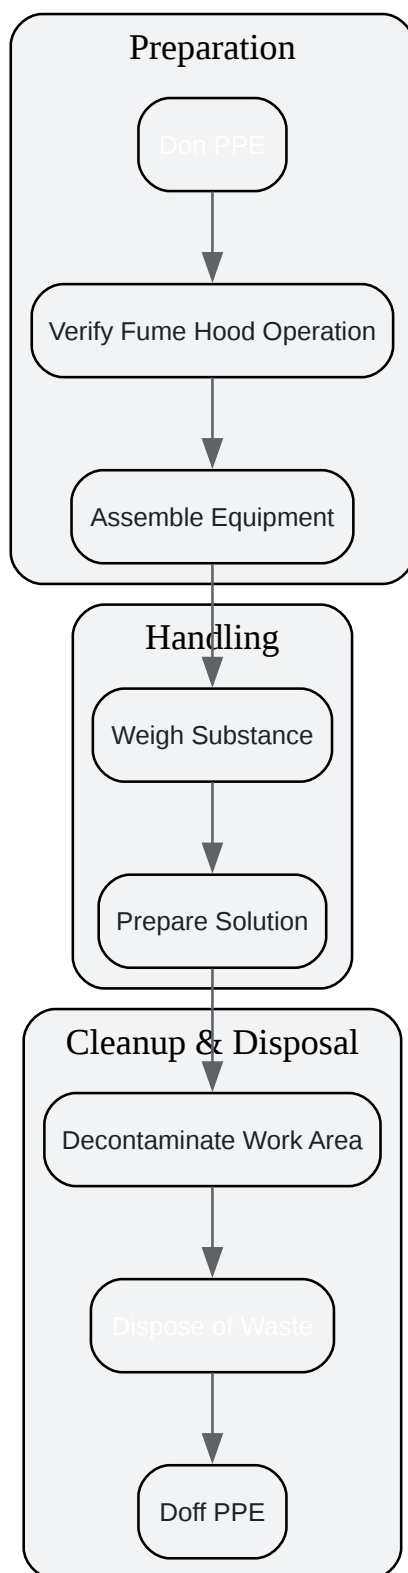 Preparation
Don PPE
Verify Fume Hood Operation
Assemble Equipment
Handling
Weigh Substance
Prepare Solution
Cleanup & Disposal
Decontaminate Work Area
Dispose of Waste
Doff PPE